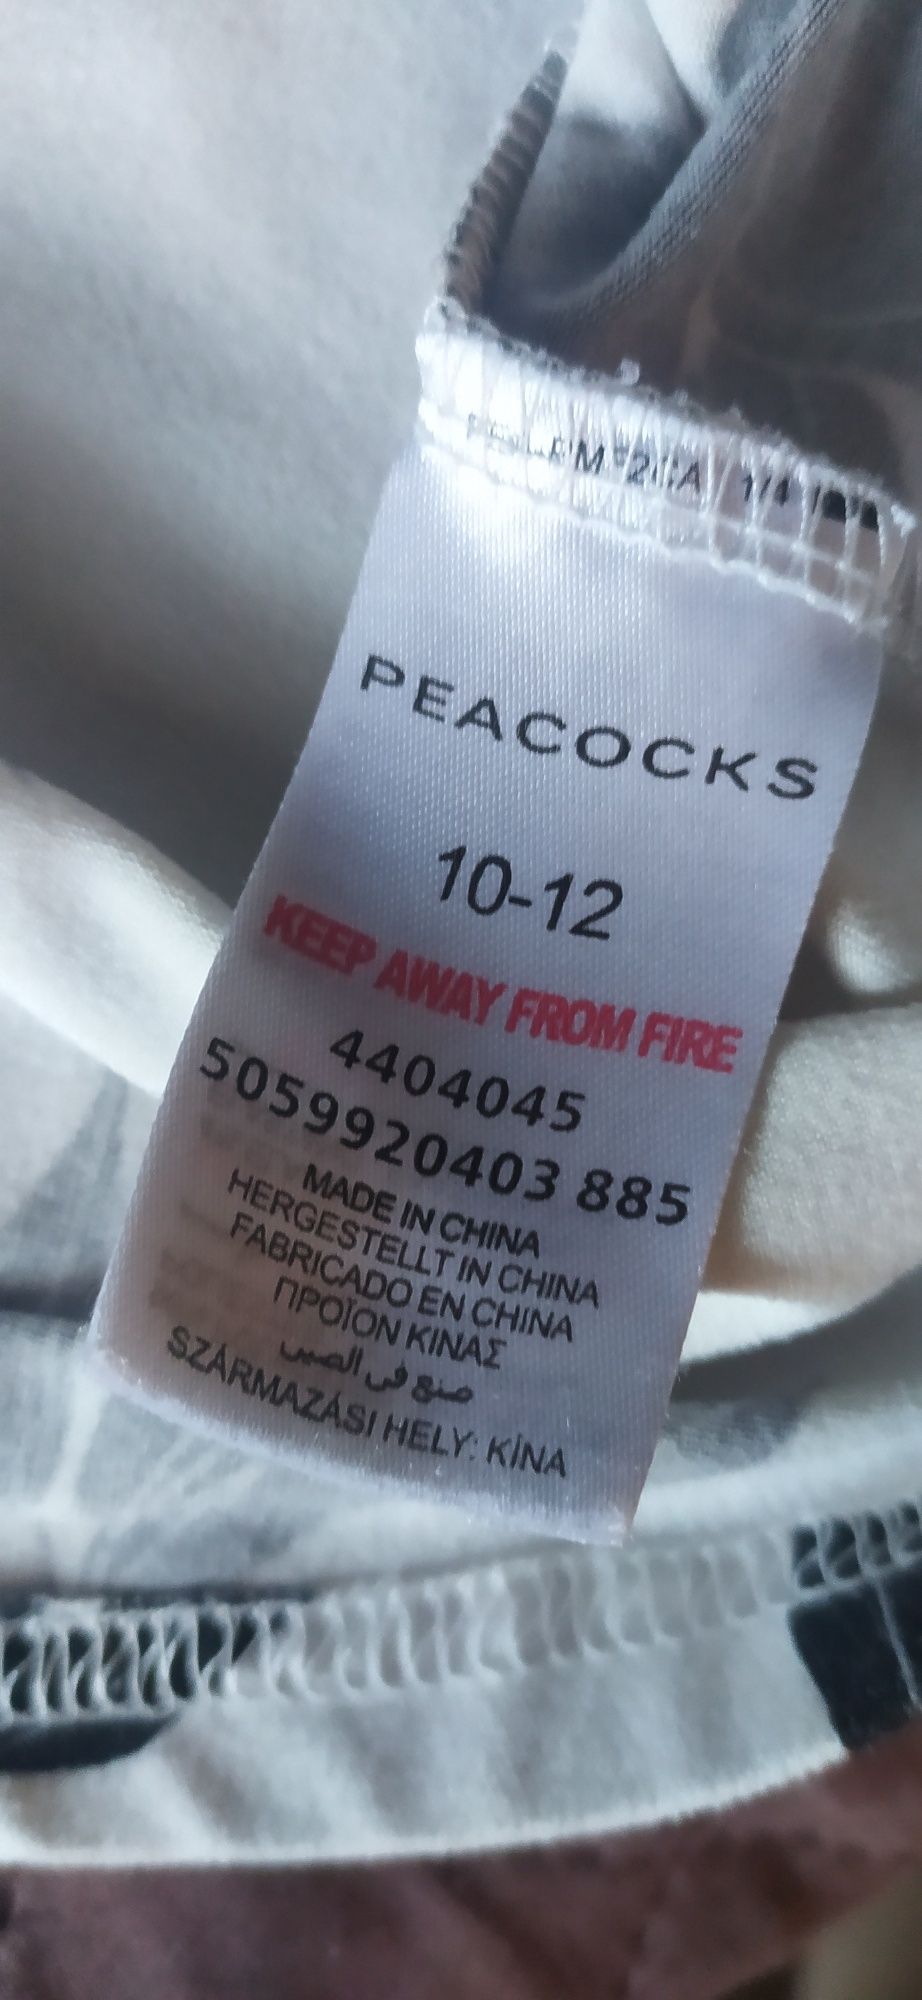 PEACOCKS
10-12
KEEP AWAY FROM FIRE
4404045
5059920403 885
MADE IN CHINA
HERGESTELLT IN CHINA
FABRICADO EN CHINA
ΠΡΟΪΟΝ ΚΙΝΑΣ
صنع في الصين
SZÁRMAZÁSI HELY: KÍNA